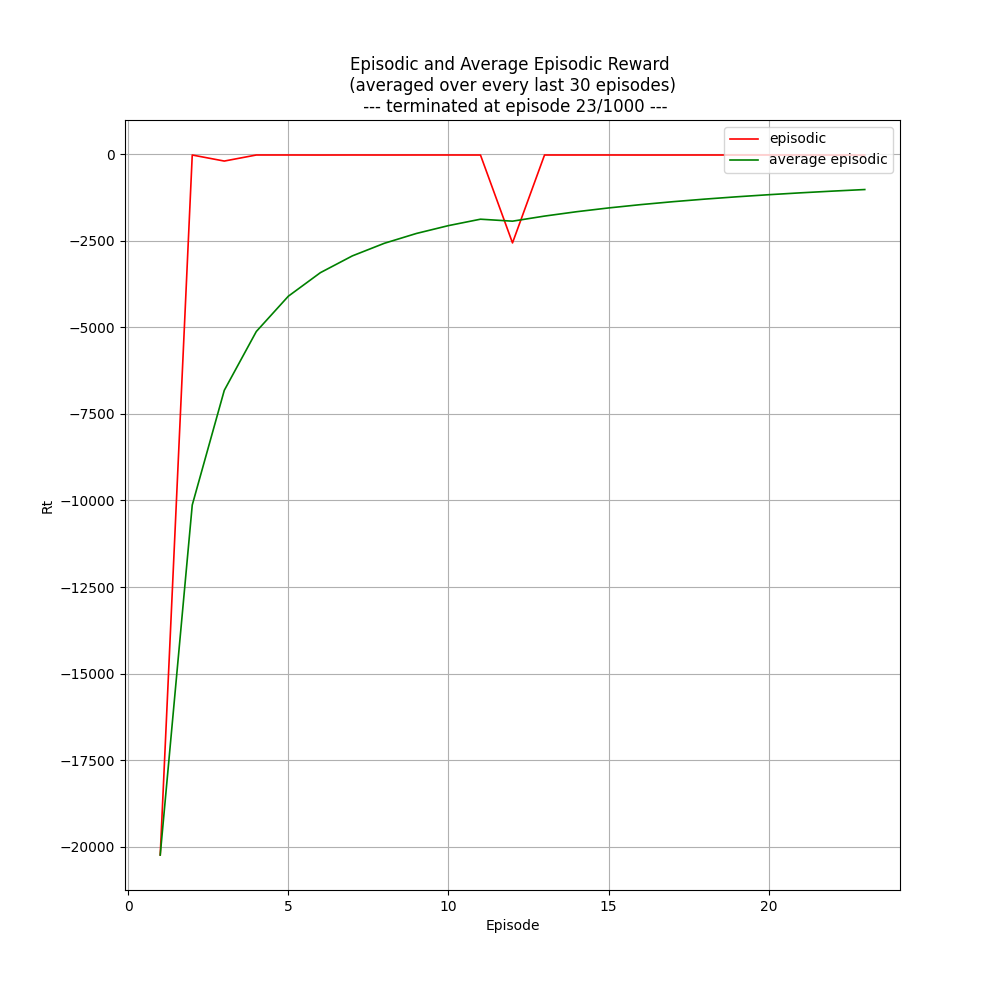 Episodic and Average Episodic Reward
(averaged over every last 30 episodes)
--- terminated at episode 23/1000 ---
episodic
average episodic
0
−2500
−5000
−7500
−10000
−12500
−15000
−17500
−20000
Rt
0 5 10 15 20
Episode